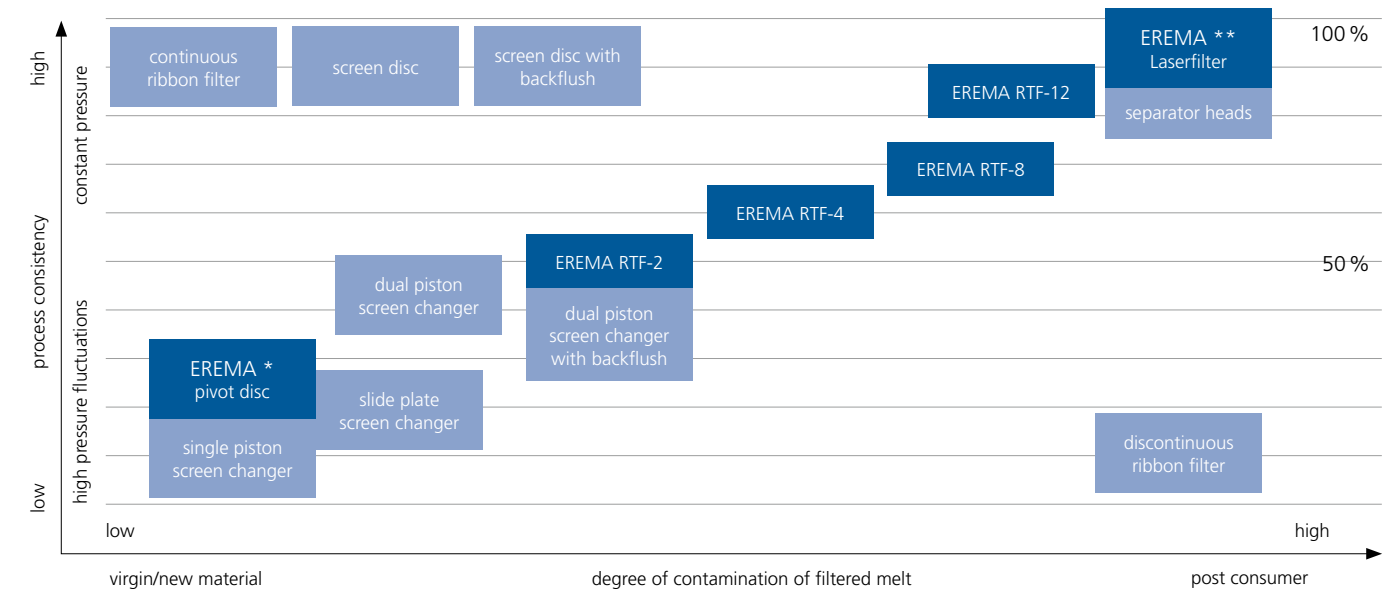 high
constant pressure
process consistency
high pressure fluctuations
low
continuous
ribbon filter
screen disc
screen disc with
backflush
EREMA **
Laserfilter
100 %
EREMA RTF-12
separator heads
EREMA RTF-8
EREMA RTF-4
EREMA RTF-2
50 %
dual piston
screen changer
dual piston
screen changer
with backflush
EREMA *
pivot disc
slide plate
screen changer
single piston
screen changer
discontinuous
ribbon filter
low
high
virgin/new material
degree of contamination of filtered melt
post consumer